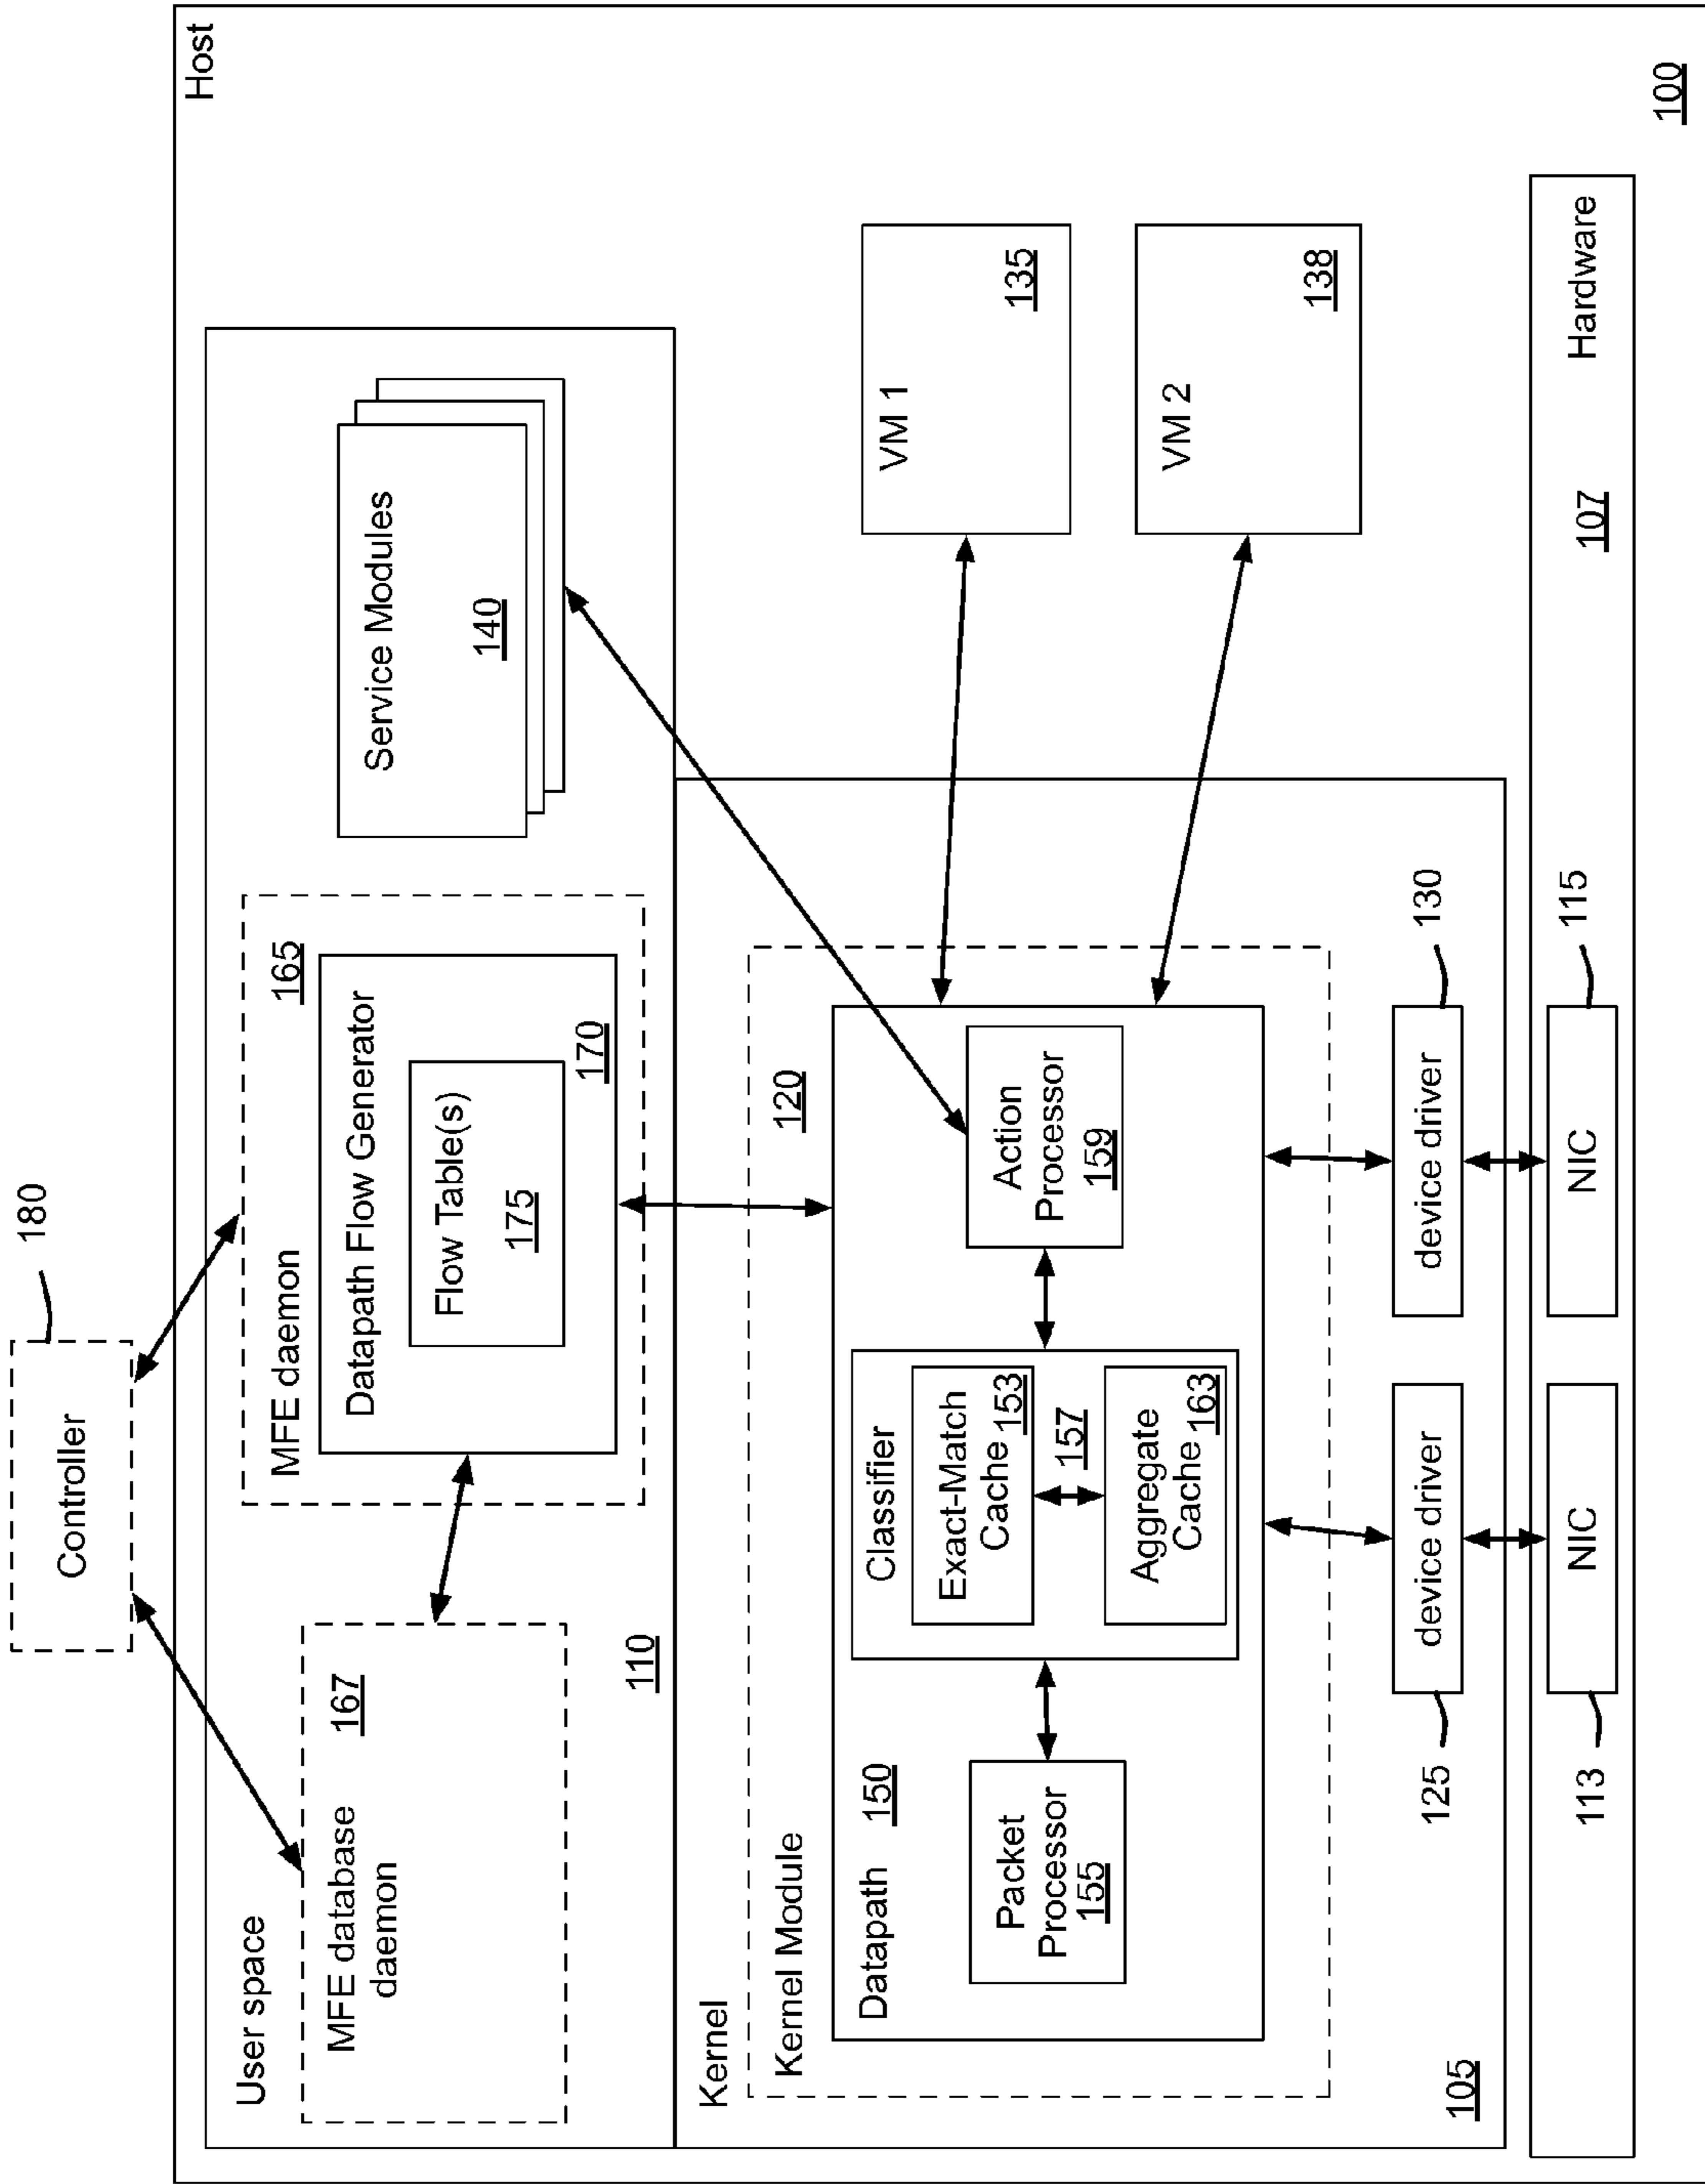 180
Controller
Host
User space
MFE database
daemon
167
MFE daemon
165
Datapath Flow Generator
Flow Table(s)
175
170
Service Modules
140
110
Kernel
Kernel Module
120
Datapath
150
Packet
Processor
155
Classifier
Exact-Match
Cache
153
157
Aggregate
Cache
163
Action
Processor
159
VM 1
135
VM 2
138
105
125
device driver
device driver
130
113
NIC
NIC
115
107
Hardware
100